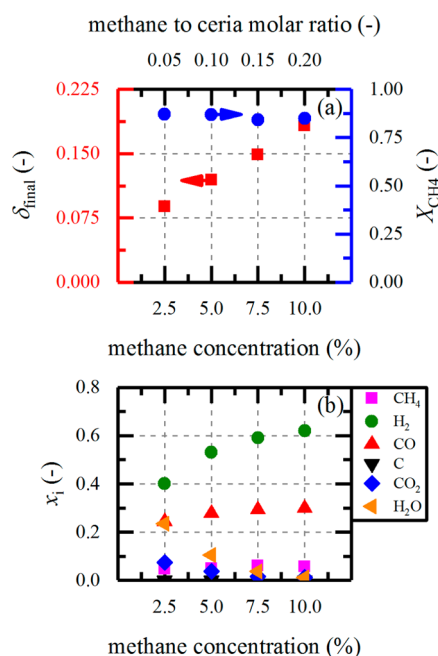 methane to ceria molar ratio (-)
0.05 0.10 0.15 0.20
0.225 (a) 1.00
0.150 0.75
0.075 0.50
0.000 0.25
0.00
δfinal (-)
XCH4 (-)
2.5 5.0 7.5 10.0
methane concentration (%)
0.8 (b)
0.6
0.4
0.2
0.0
xi (-)
CH4
H2
CO
C
CO2
H2O
2.5 5.0 7.5 10.0
methane concentration (%)